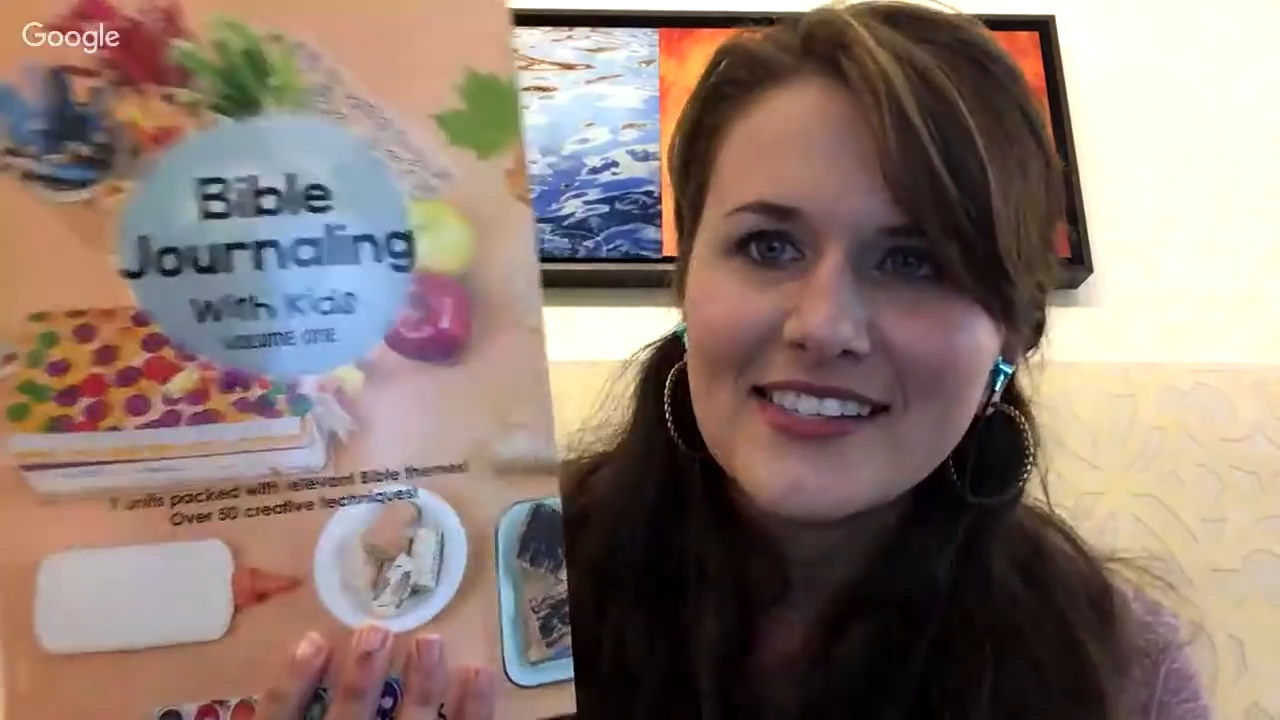 Google
Bible
Journaling
With Kids
VOLUME ONE
7 units packed with relevant Bible themes!
Over 50 creative techniques!